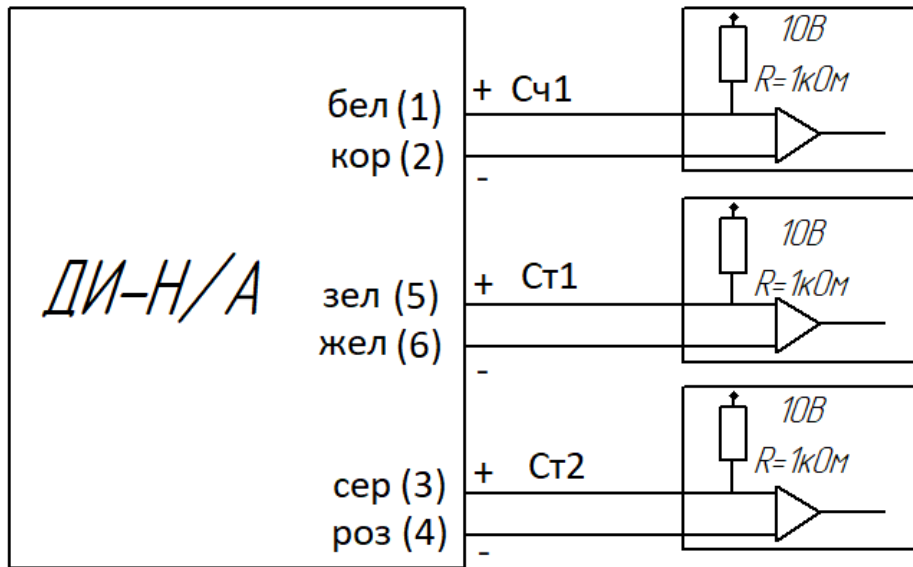 ДИ-Н/А
бел (1)
кор (2)
+ Сч1
-
10В
R=1кОм
зел (5)
жел (6)
+ Ст1
-
10В
R=1кОм
сер (3)
роз (4)
+ Ст2
-
10В
R=1кОм